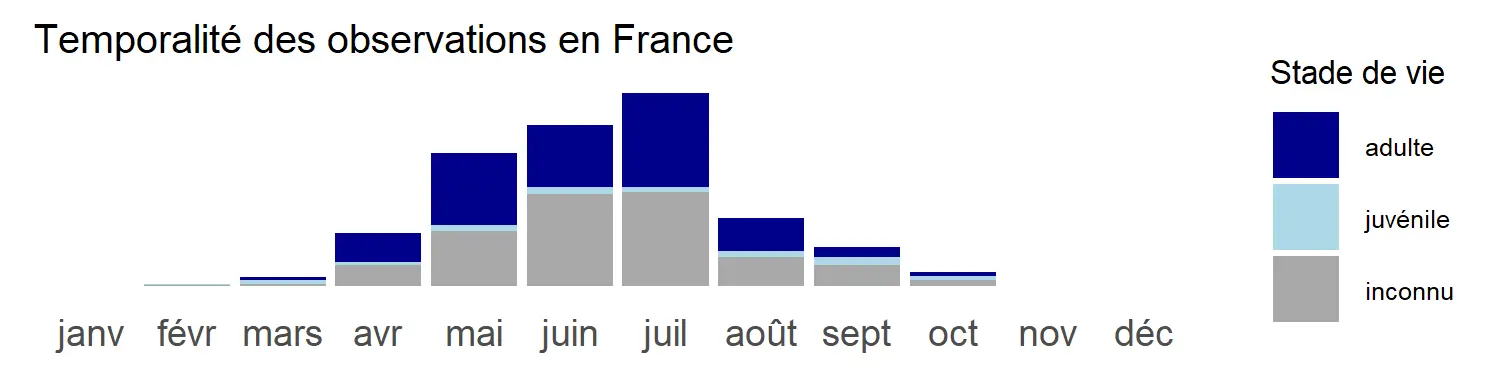 Temporalité des observations en France
Stade de vie
adulte
juvénile
inconnu
janv févr mars avr mai juin juil août sept oct nov déc